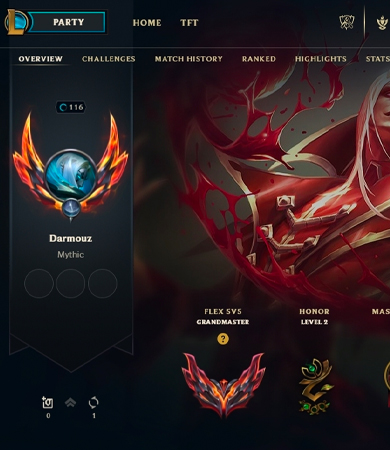 PARTY
HOME
TFT
OVERVIEW
CHALLENGES
MATCH HISTORY
RANKED
HIGHLIGHTS
STATS
116
Darmouz
Mythic
FLEX 5V5
GRANDMASTER
?
HONOR
LEVEL 2
MAS
0
1